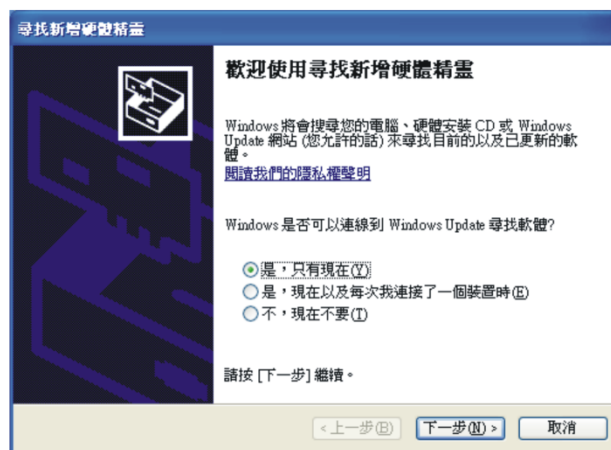 尋找新增硬體精靈
歡迎使用尋找新增硬體精靈
Windows 將會搜尋您的電腦、硬體安裝 CD 或 Windows
Update 網站 (您允許的話) 來尋找目前的以及已更新的軟
體。
閱讀我們的隱私權聲明
Windows 是否可以連線到 Windows Update 尋找軟體?
是，只有現在(Y)
是，現在以及每次我連接了一個裝置時(E)
不，現在不要(T)
請按 [下一步] 繼續。
<上一步(B) 下一步(N) > 取消